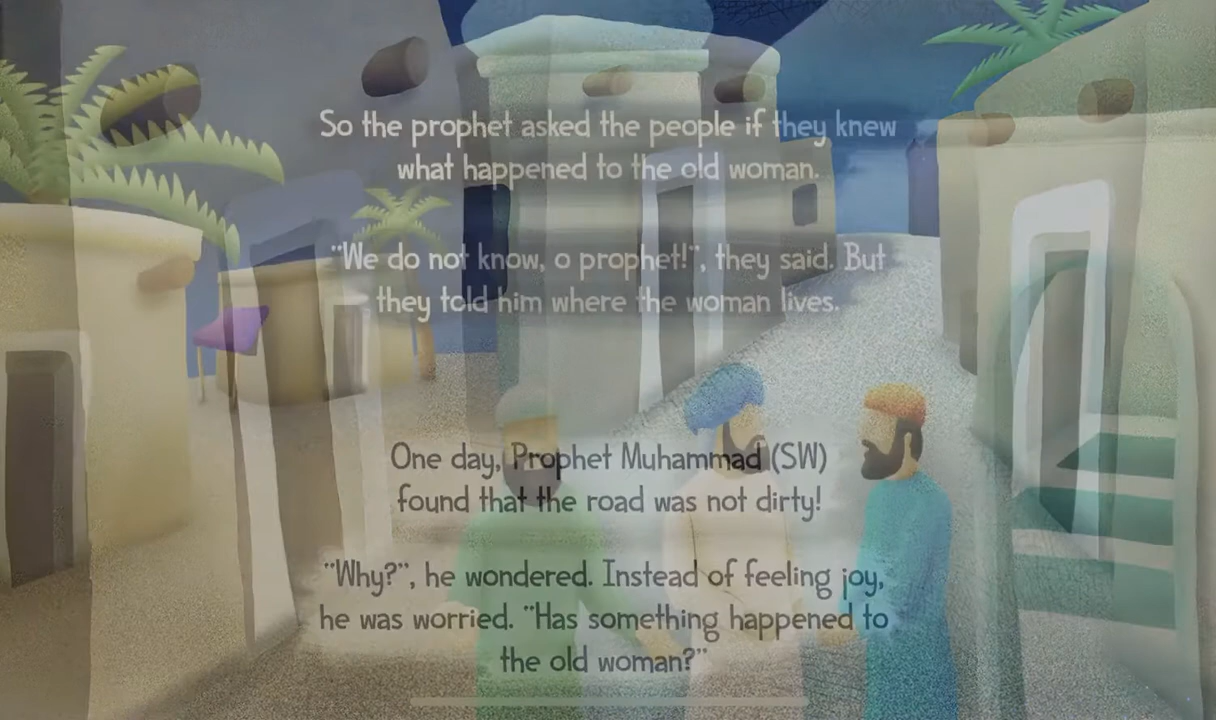 So the prophet asked the people if they knew
what happened to the old woman.
"We do not know, o prophet!", they said. But
they told him where the woman lives.
One day, Prophet Muhammad (SW)
found that the road was not dirty!
"Why?", he wondered. Instead of feeling joy,
he was worried. "Has something happened to
the old woman?"